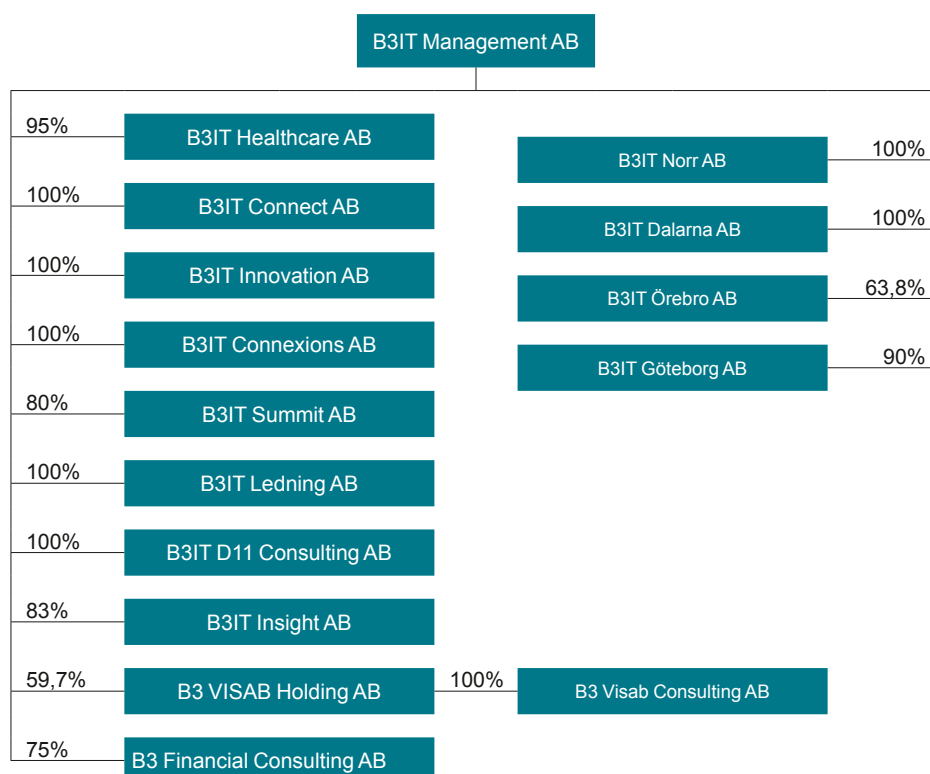 B3IT Management AB
95%
B3IT Healthcare AB
100%
B3IT Connect AB
100%
B3IT Innovation AB
100%
B3IT Connexions AB
80%
B3IT Summit AB
100%
B3IT Ledning AB
100%
B3IT D11 Consulting AB
83%
B3IT Insight AB
59,7%
B3 VISAB Holding AB
100%
B3 Visab Consulting AB
75%
B3 Financial Consulting AB
B3IT Norr AB
100%
B3IT Dalarna AB
100%
B3IT Örebro AB
63,8%
B3IT Göteborg AB
90%